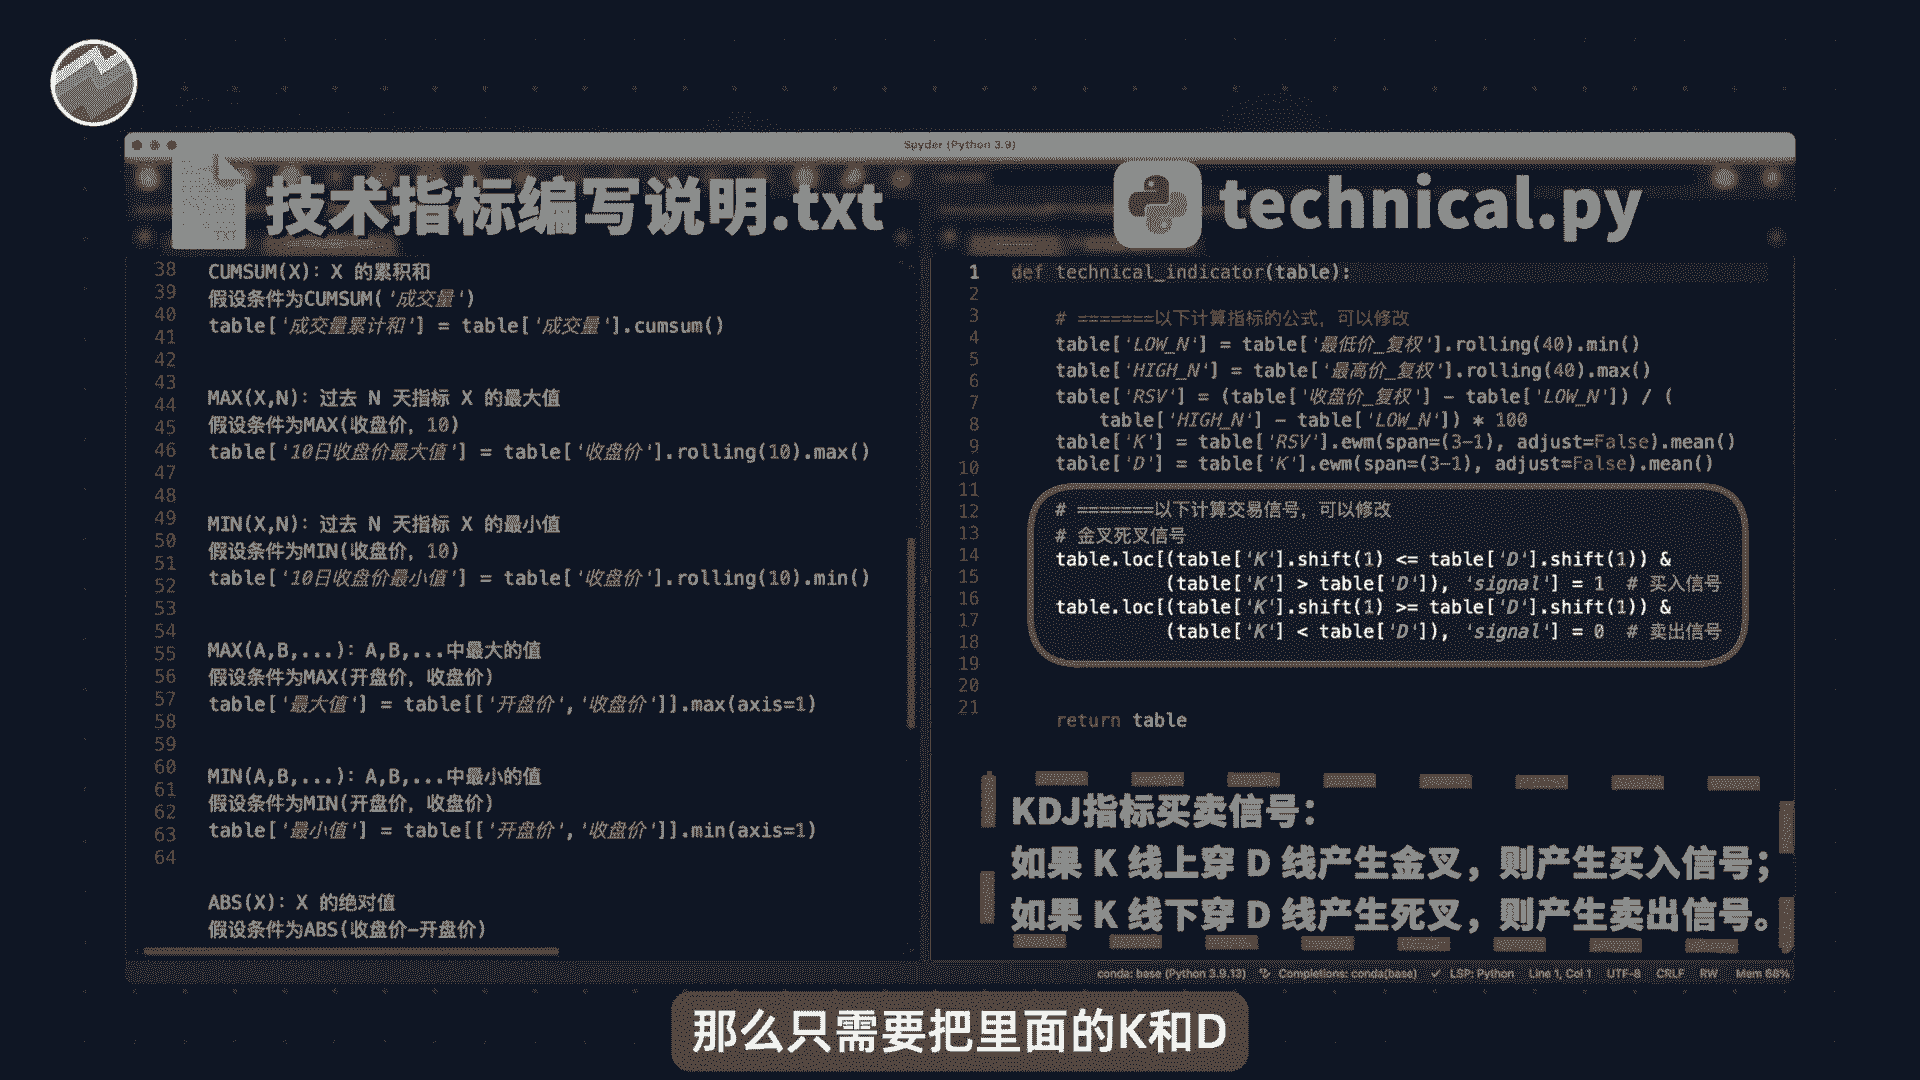 Spyder (Python 3.9)
TXT
技术指标编写说明.txt
38
39
40
41
42
43
44
45
46
47
48
49
50
51
52
53
54
55
56
57
58
59
60
61
62
63
64
CUMSUM(X): X 的累积和
假设条件为CUMSUM('成交量')
table['成交量累计和'] = table['成交量'].cumsum()
MAX(X,N): 过去 N 天指标 X 的最大值
假设条件为MAX(收盘价, 10)
table['10日收盘价最大值'] = table['收盘价'].rolling(10).max()
MIN(X,N): 过去 N 天指标 X 的最小值
假设条件为MIN(收盘价, 10)
table['10日收盘价最小值'] = table['收盘价'].rolling(10).min()
MAX(A,B,...): A,B,...中最大的值
假设条件为MAX(开盘价, 收盘价)
table['最大值'] = table[['开盘价','收盘价']].max(axis=1)
MIN(A,B,...): A,B,...中最小的值
假设条件为MIN(开盘价, 收盘价)
table['最小值'] = table[['开盘价','收盘价']].min(axis=1)
ABS(X): X 的绝对值
假设条件为ABS(收盘价-开盘价)
technical.py
1
2
3
4
5
6
7
8
9
10
11
12
13
14
15
16
17
18
19
20
21
def technical_indicator(table):
# =======以下计算指标的公式, 可以修改
table['LOW_N'] = table['最低价_复权'].rolling(40).min()
table['HIGH_N'] = table['最高价_复权'].rolling(40).max()
table['RSV'] = (table['收盘价_复权'] - table['LOW_N']) / (
table['HIGH_N'] - table['LOW_N']) * 100
table['K'] = table['RSV'].ewm(span=(3-1), adjust=False).mean()
table['D'] = table['K'].ewm(span=(3-1), adjust=False).mean()
# =======以下计算交易信号, 可以修改
# 金叉死叉信号
table.loc[(table['K'].shift(1) <= table['D'].shift(1)) &
(table['K'] > table['D']), 'signal'] = 1 # 买入信号
table.loc[(table['K'].shift(1) >= table['D'].shift(1)) &
(table['K'] < table['D']), 'signal'] = 0 # 卖出信号
return table
KDJ指标买卖信号：
如果 K 线上穿 D 线产生金叉，则产生买入信号；
如果 K 线下穿 D 线产生死叉，则产生卖出信号。
conda: base (Python 3.9.13) Completions: conda(base) ✓ LSP: Python Line 1, Col 1 UTF-8 CRLF RW Mem 68%
那么只需要把里面的K和D